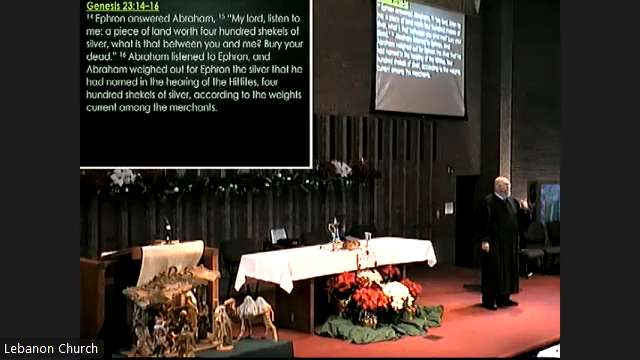 Genesis 23:14-16
14 Ephron answered Abraham, 15 "My lord, listen to
me: a piece of land worth four hundred shekels of
silver, what is that between you and me? Bury your
dead." 16 Abraham listened to Ephron, and
Abraham weighed out for Ephron the silver that he
had named in the hearing of the Hittites, four
hundred shekels of silver, according to the weights
current among the merchants.
Lebanon Church